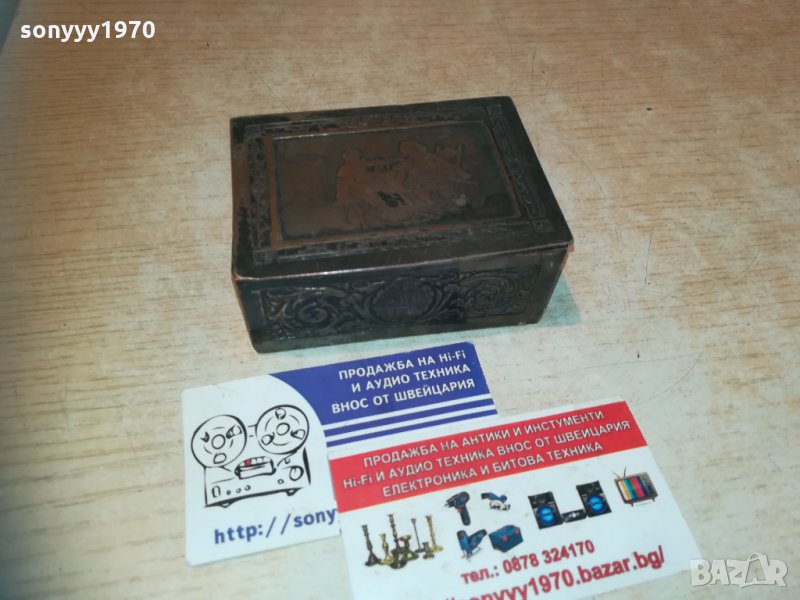 sonyyy1970
sonyyy1970
ПРОДАЖБА НА Hi-Fi
И АУДИО ТЕХНИКА
ВНОС ОТ ШВЕЙЦАРИЯ
http://sony
ПРОДАЖБА НА АНТИКИ И ИНСТУМЕНТИ
Hi-Fi И АУДИО ТЕХНИКА ВНОС ОТ ШВЕЙЦАРИЯ
ЕЛЕКТРОНИКА И БИТОВА ТЕХНИКА
тел.: 0878 324170
sonyyy1970.bazar.bg/
BAZAR